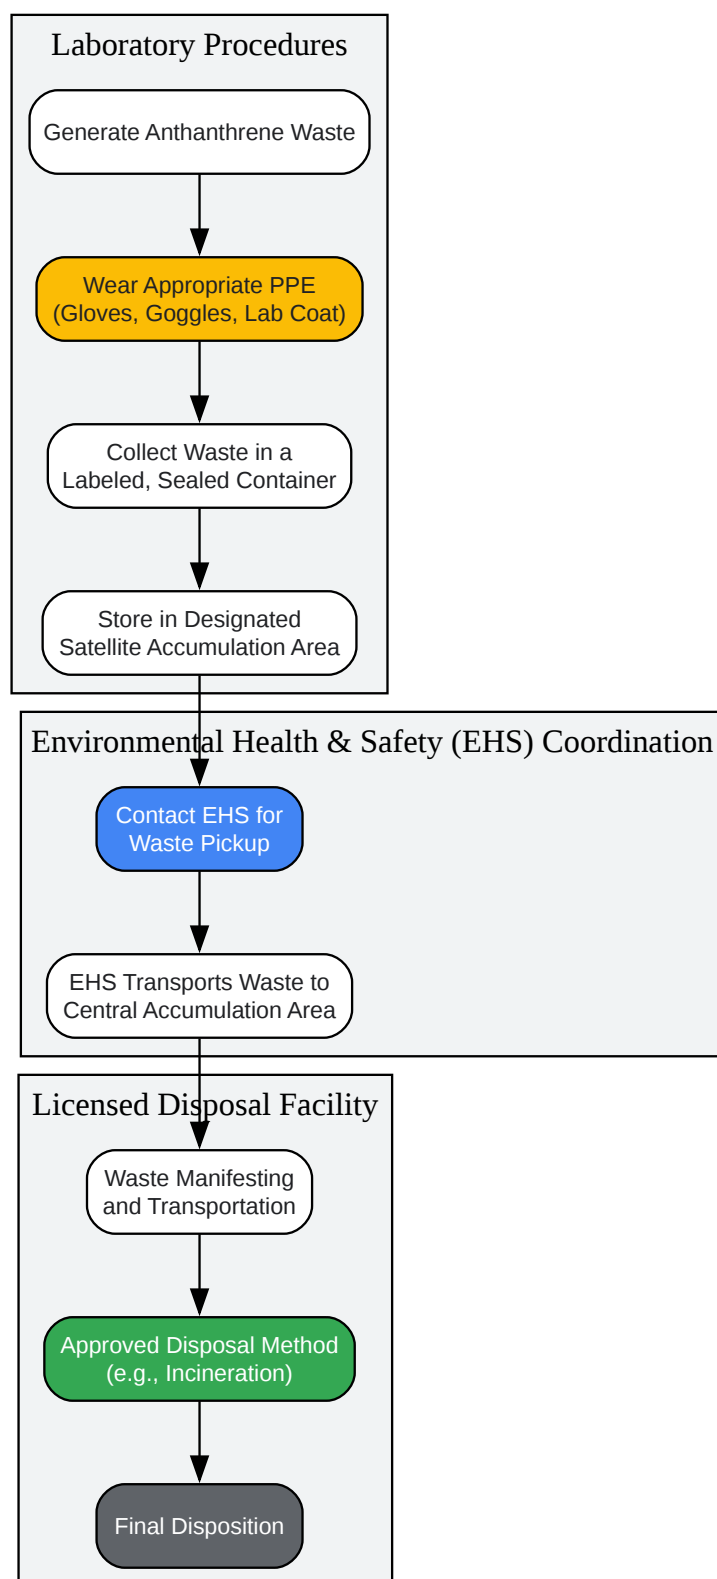 Laboratory Procedures
Generate Anthanthrene Waste
Wear Appropriate PPE
(Gloves, Goggles, Lab Coat)
Collect Waste in a
Labeled, Sealed Container
Store in Designated
Satellite Accumulation Area
Environmental Health & Safety (EHS) Coordination
Contact EHS for
Waste Pickup
EHS Transports Waste to
Central Accumulation Area
Licensed Disposal Facility
Waste Manifesting
and Transportation
Approved Disposal Method
(e.g., Incineration)
Final Disposition